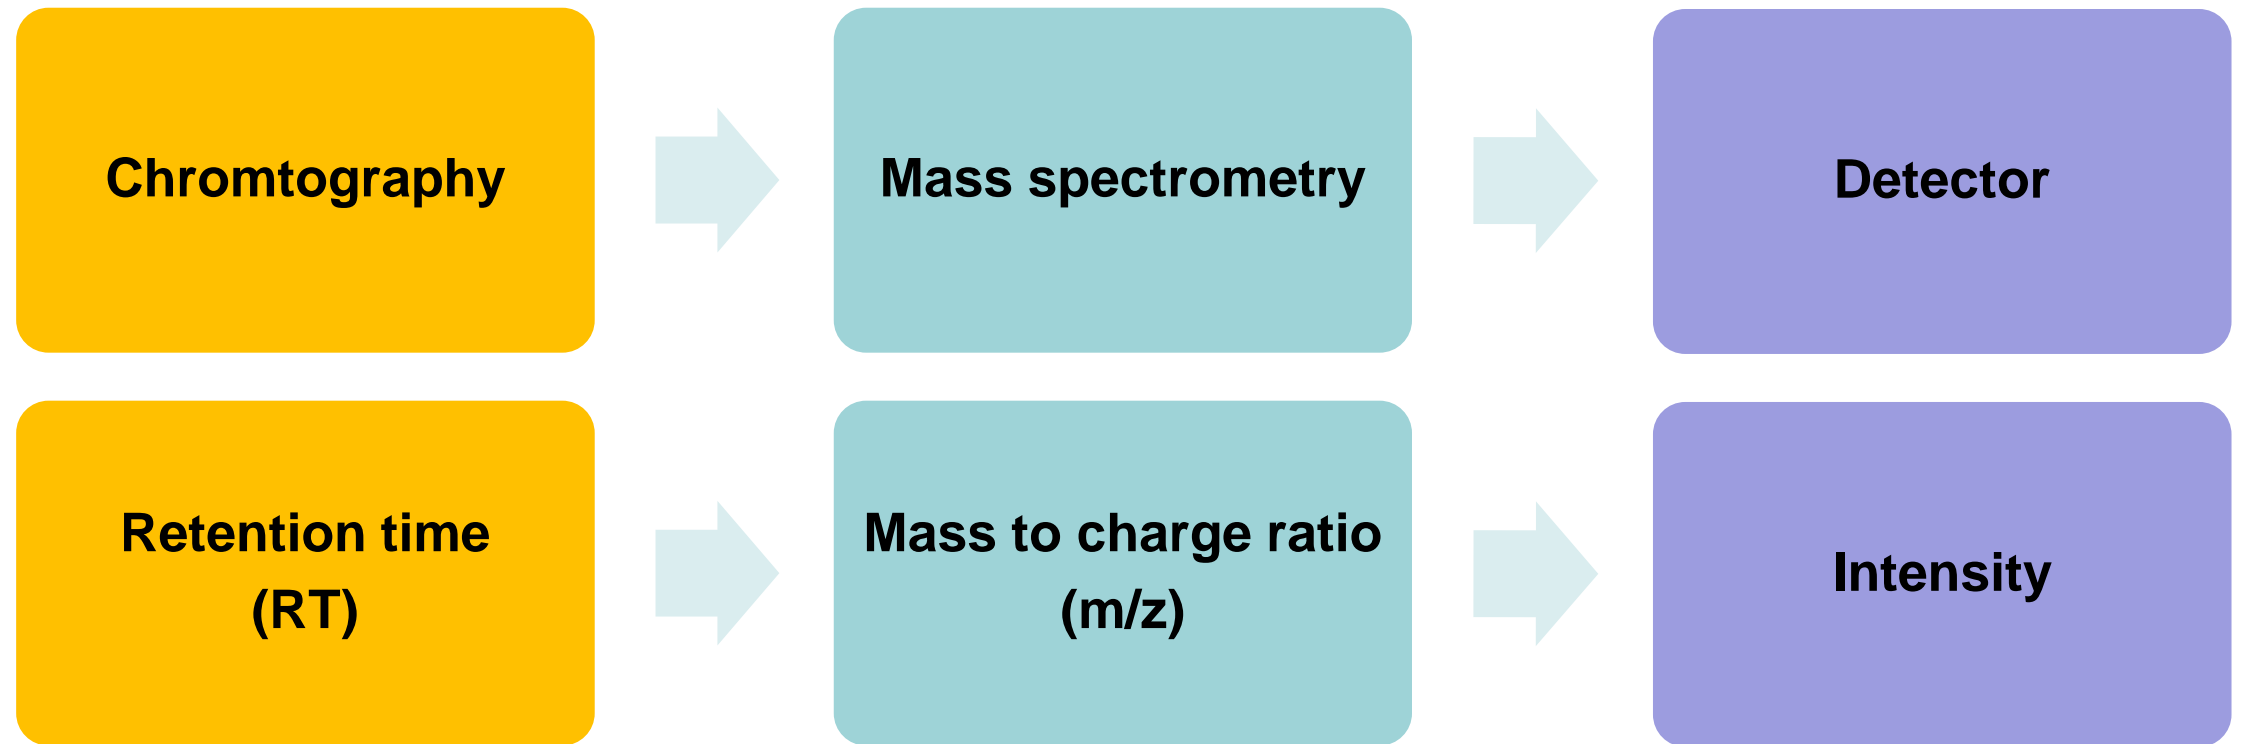 Chromtography
Mass spectrometry
Detector
Retention time
(RT)
Mass to charge ratio
(m/z)
Intensity